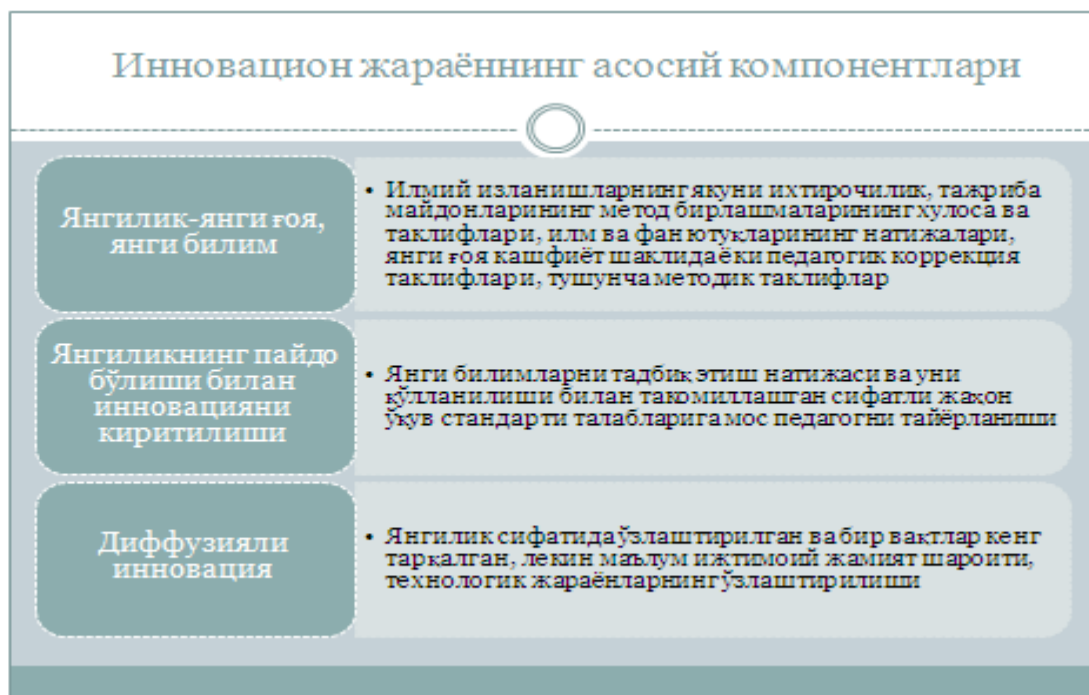 Инновацион жараённинг асосий компонентлари
Янгилик-янги ғоя,
янги билим
• Илмий изланишларнинг якуни ихтирочилик, тажриба
майдонларининг метод бирлашмаларининг хулоса ва
таклифлари, илм ва фан ютуқларининг натижалари,
янги ғоя кашфиёт шаклида ёки педагогик коррекция
таклифлари, тушунча методик таклифлар
Янгиликнинг пайдо
бўлиши билан
инновацияни
киритилиши
• Янги билимларни тадбиқ этиш натижаси ва уни
қўлланилиши билан такомиллашган сифатли жаҳон
ўқув стандарти талабларига мос педагогни тайёрланиши
Диффузияли
инновация
• Янгилик сифатида ўзлаштирилган ва бир вақтлар кенг
тарқалган, лекин маълум ижтимоий жамият шароити,
технологик жараёнларнинг ўзлаштирилиши